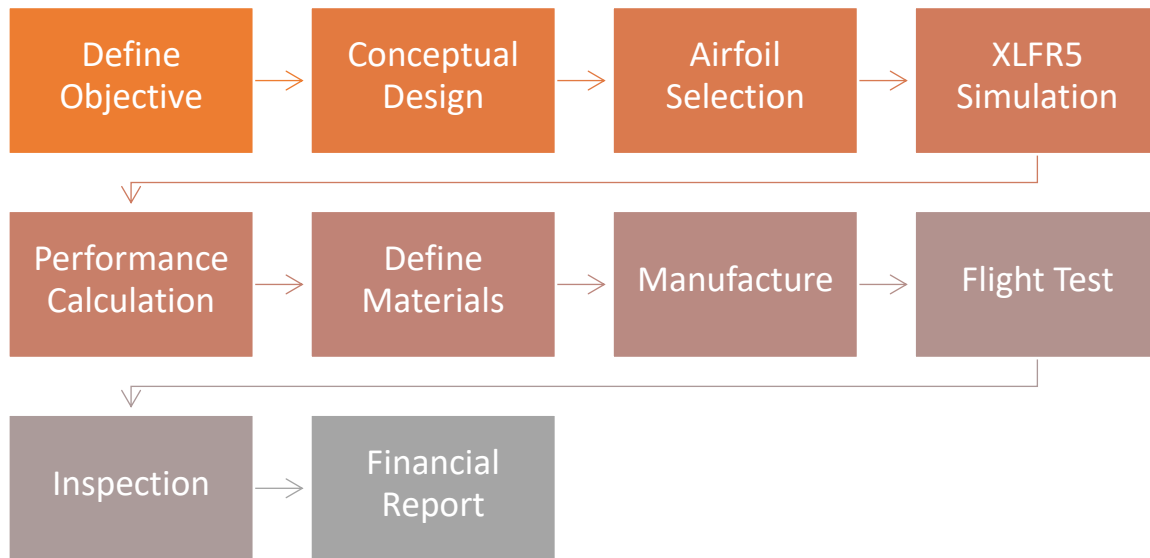 Define
Objective
Conceptual
Design
Airfoil
Selection
XLFR5
Simulation
Performance
Calculation
Define
Materials
Manufacture
Flight Test
Inspection
Financial
Report